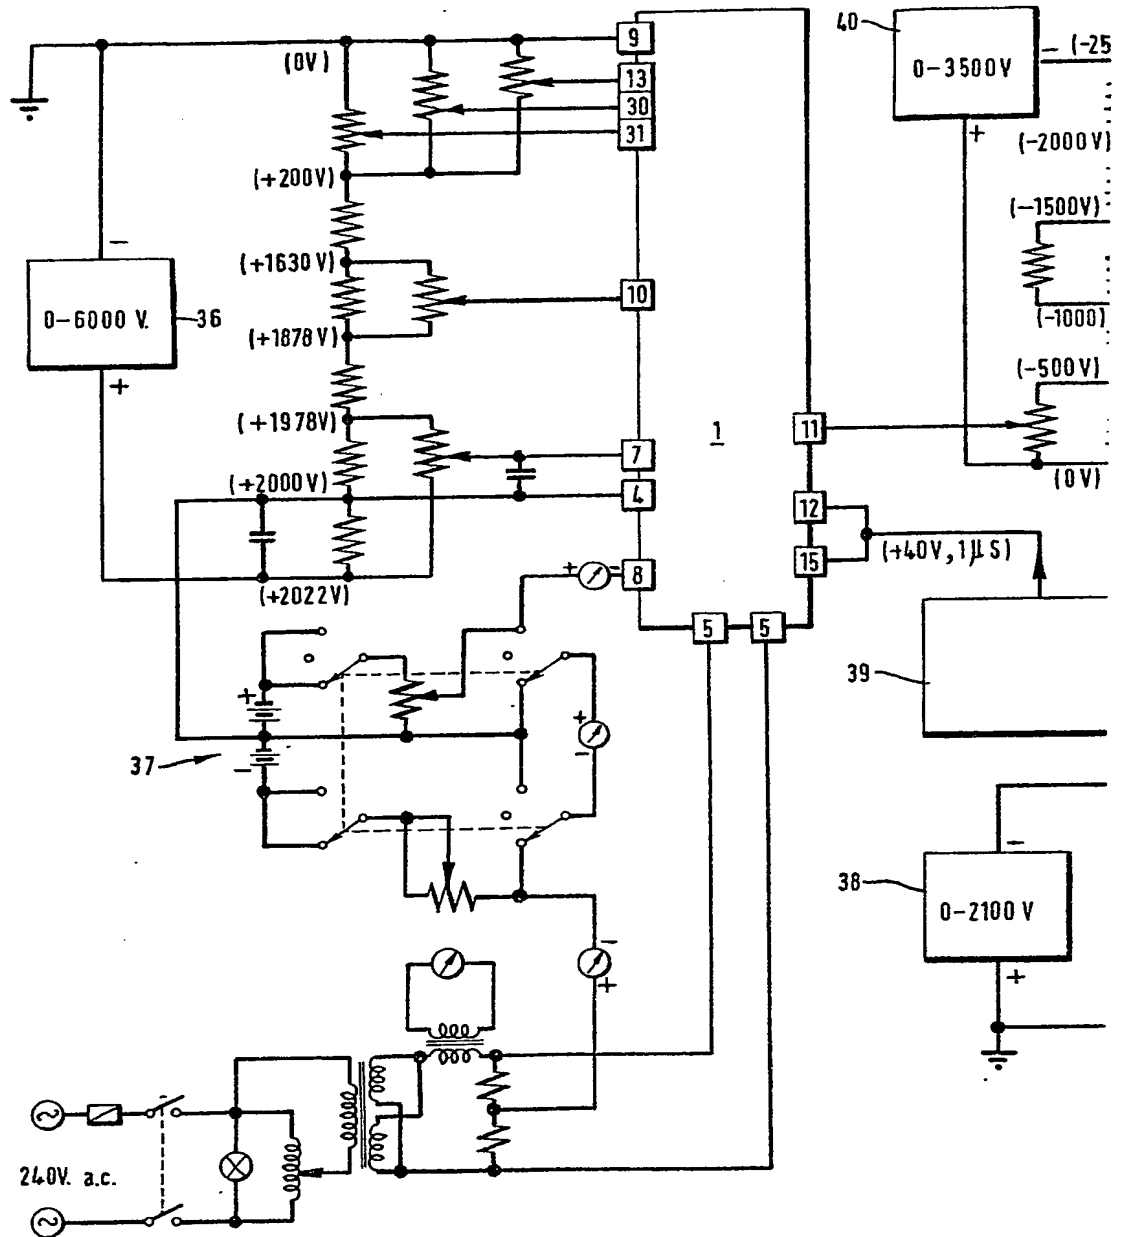 9
40
(0V)
0-3500V
− (-25
13
30
+
(-2000V)
31
(+200V)
(-1500V)
−
(+1630 V)
10
0-6000 V.
36
(-1000)
(+1878V)
(-500V)
+
(+1978V)
1
11
7
(+2000V)
4
(0V)
12
(+40V,1µS)
15
8
+
−
(+2022V)
5
5
39
+
+
−
37
−
−
38
0-2100 V
−
+
+
240V. a.c.